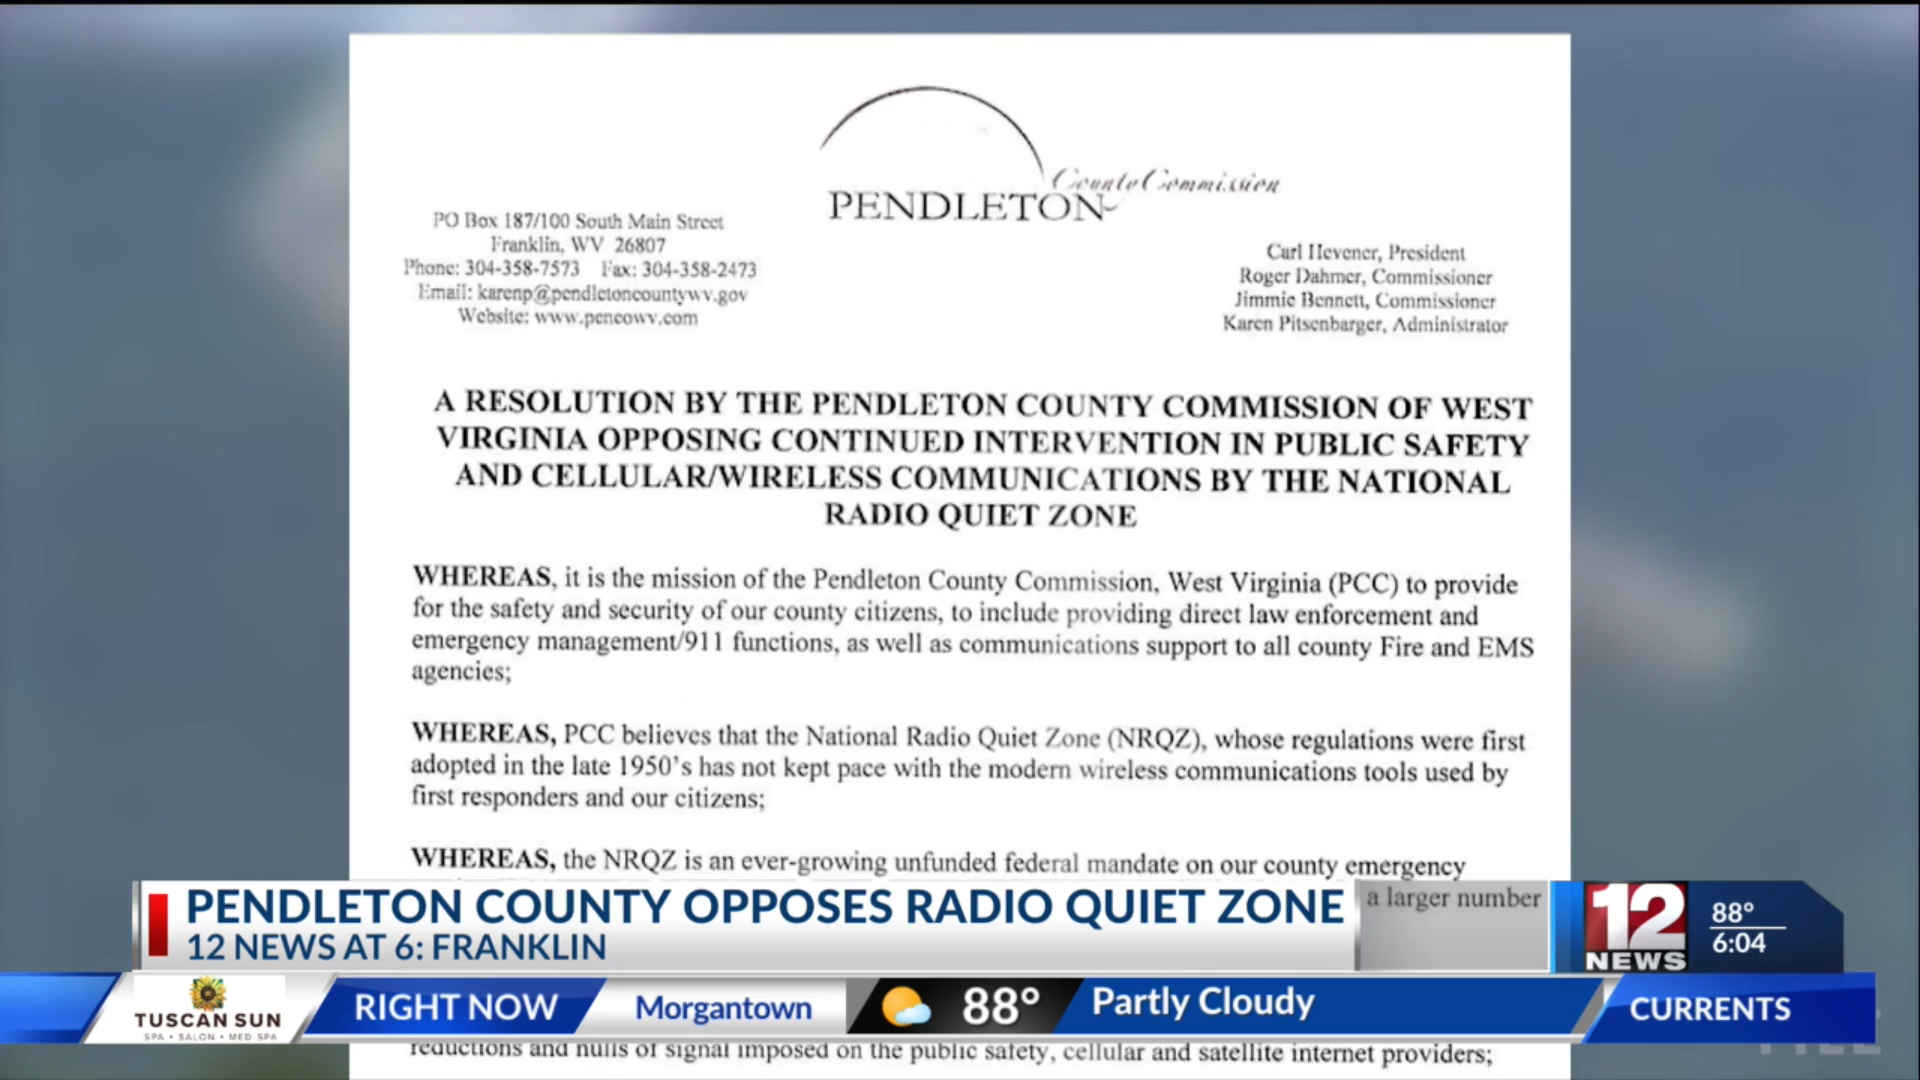 County Commission
PENDLETON
PO Box 187/100 South Main Street
Franklin, WV 26807
Phone: 304-358-7573 Fax: 304-358-2473
Email: karenp@pendletoncountywv.gov
Website: www.pencowv.com
Carl Hevener, President
Roger Dahmer, Commissioner
Jimmie Bennett, Commissioner
Karen Pitsenbarger, Administrator
A RESOLUTION BY THE PENDLETON COUNTY COMMISSION OF WEST
VIRGINIA OPPOSING CONTINUED INTERVENTION IN PUBLIC SAFETY
AND CELLULAR/WIRELESS COMMUNICATIONS BY THE NATIONAL
RADIO QUIET ZONE
WHEREAS, it is the mission of the Pendleton County Commission, West Virginia (PCC) to provide
for the safety and security of our county citizens, to include providing direct law enforcement and
emergency management/911 functions, as well as communications support to all county Fire and EMS
agencies;
WHEREAS, PCC believes that the National Radio Quiet Zone (NRQZ), whose regulations were first
adopted in the late 1950's has not kept pace with the modern wireless communications tools used by
first responders and our citizens;
WHEREAS, the NRQZ is an ever-growing unfunded federal mandate on our county emergency
a larger number
PENDLETON COUNTY OPPOSES RADIO QUIET ZONE
12 NEWS AT 6: FRANKLIN
12
NEWS
88°
6:04
TUSCAN SUN
SPA • SALON • MED SPA
RIGHT NOW
Morgantown
88°
Partly Cloudy
CURRENTS
reductions and nulls of signal imposed on the public safety, cellular and satellite internet providers;